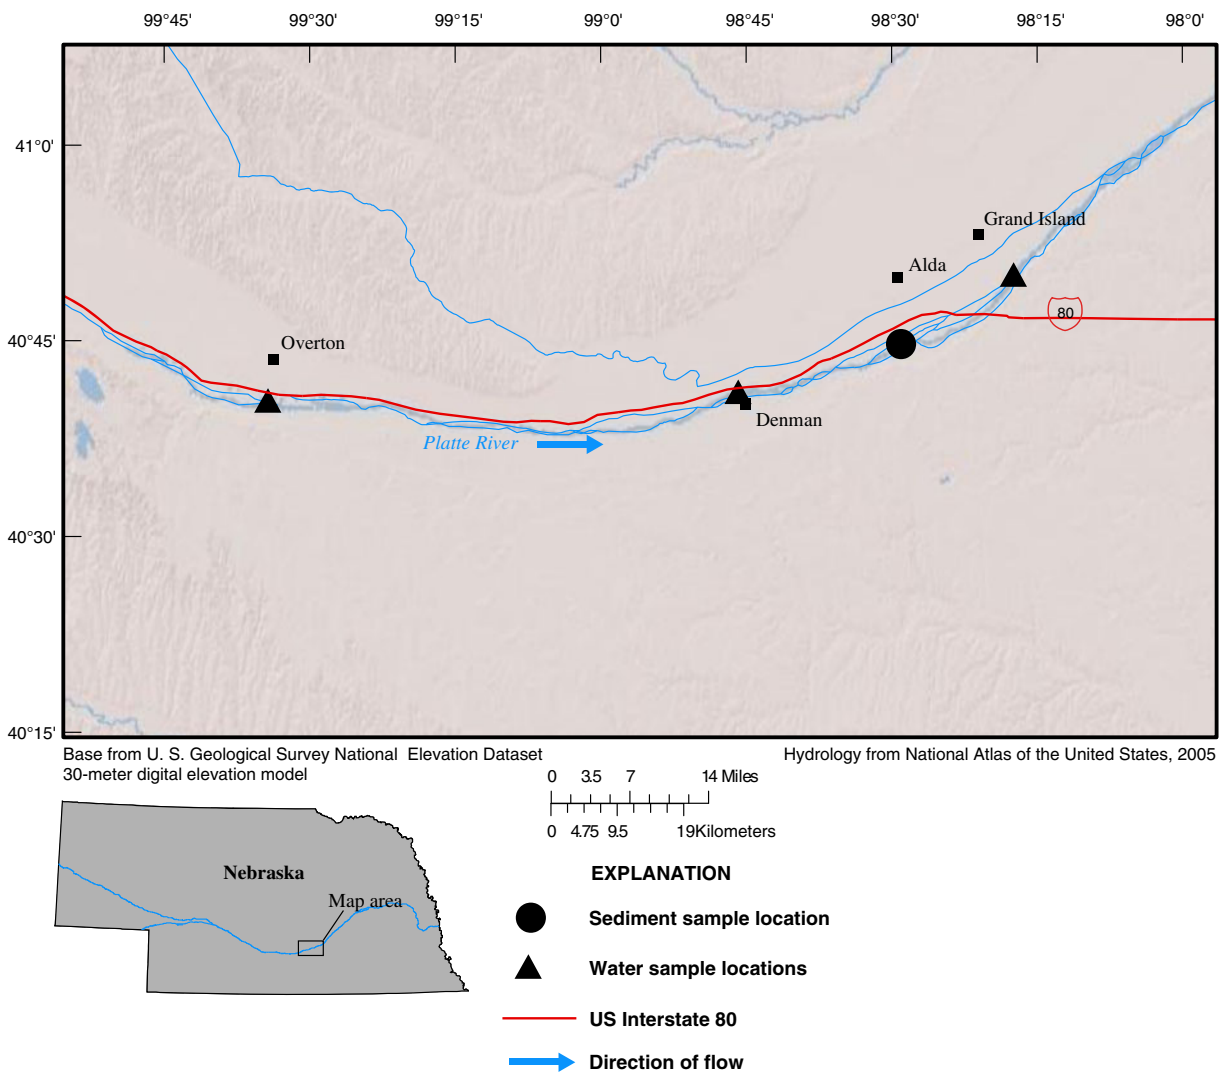 99°45' 99°30' 99°15' 99°0' 98°45' 98°30' 98°15' 98°0'
41°0'
Grand Island
Alda
80
40°45'
Overton
Denman
Platte River
40°30'
40°15'
Base from U. S. Geological Survey National Elevation Dataset
30-meter digital elevation model
Hydrology from National Atlas of the United States, 2005
0 3.5 7 14 Miles
0 4.75 9.5 19Kilometers
Nebraska
Map area
EXPLANATION
Sediment sample location
Water sample locations
US Interstate 80
Direction of flow